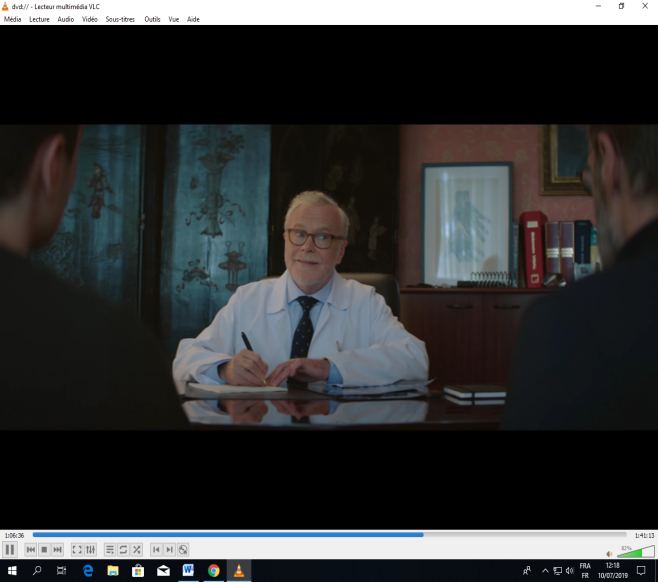 dvd:// - Lecteur multimédia VLC
Média Lecture Audio Vidéo Sous-titres Outils Vue Aide
1:06:36 1:41:13
82%
FRA 12:18
FR 10/07/2019